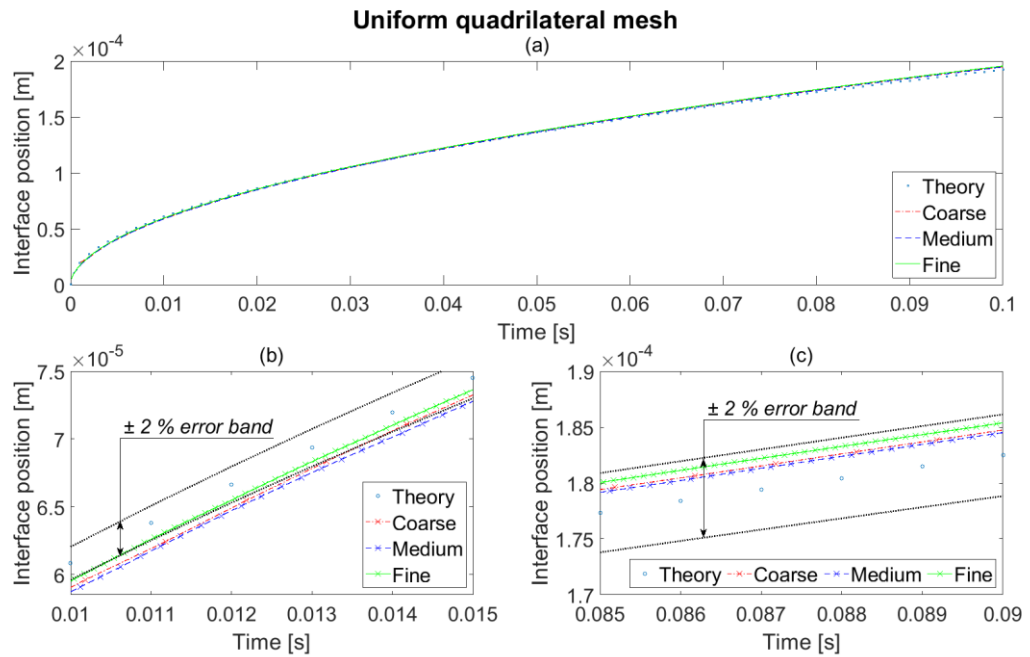 Uniform quadrilateral mesh
(a)
×10⁻⁴
Interface position [m]
2
1.5
1
0.5
0
0 0.01 0.02 0.03 0.04 0.05 0.06 0.07 0.08 0.09 0.1
Time [s]
Theory
Coarse
Medium
Fine
(b)
×10⁻⁵
Interface position [m]
7.5
7
6.5
6
0.01 0.011 0.012 0.013 0.014 0.015
Time [s]
± 2 % error band
Theory
Coarse
Medium
Fine
(c)
×10⁻⁴
Interface position [m]
1.9
1.85
1.8
1.75
1.7
0.085 0.086 0.087 0.088 0.089 0.09
Time [s]
± 2 % error band
Theory Coarse Medium Fine